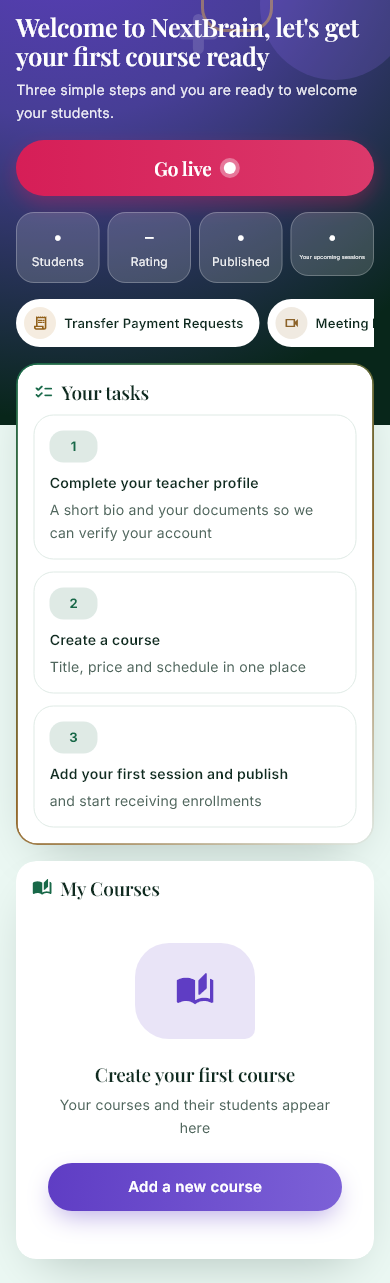 Welcome to NextBrain, let's get
your first course ready
Three simple steps and you are ready to welcome
your students.
Go live
Students
–
Rating
Published
Your upcoming sessions
Transfer Payment Requests
Meeting
Your tasks
1
Complete your teacher profile
A short bio and your documents so we
can verify your account
2
Create a course
Title, price and schedule in one place
3
Add your first session and publish
and start receiving enrollments
My Courses
Create your first course
Your courses and their students appear
here
Add a new course